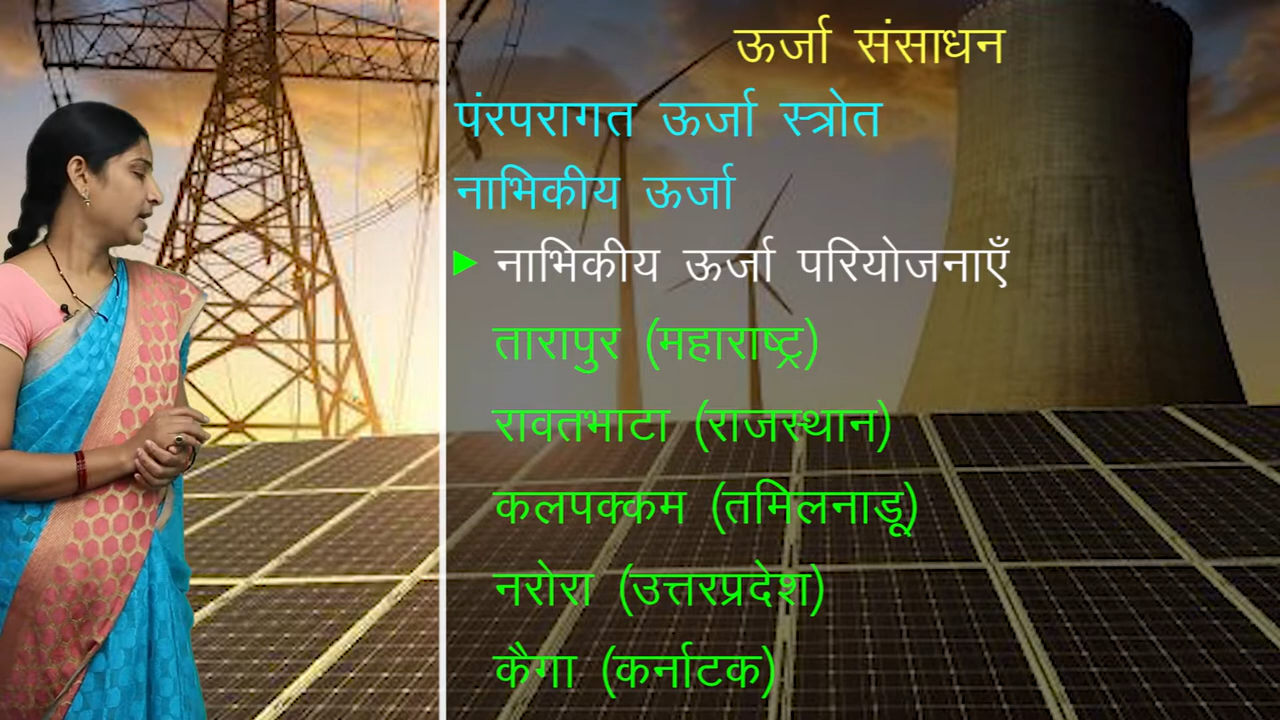 ऊर्जा संसाधन
पंरपरागत ऊर्जा स्त्रोत
नाभिकीय ऊर्जा
नाभिकीय ऊर्जा परियोजनाएँ
तारापुर (महाराष्ट्र)
रावतभाटा (राजस्थान)
कलपक्कम (तमिलनाडू)
नरोरा (उत्तरप्रदेश)
कैगा (कर्नाटक)